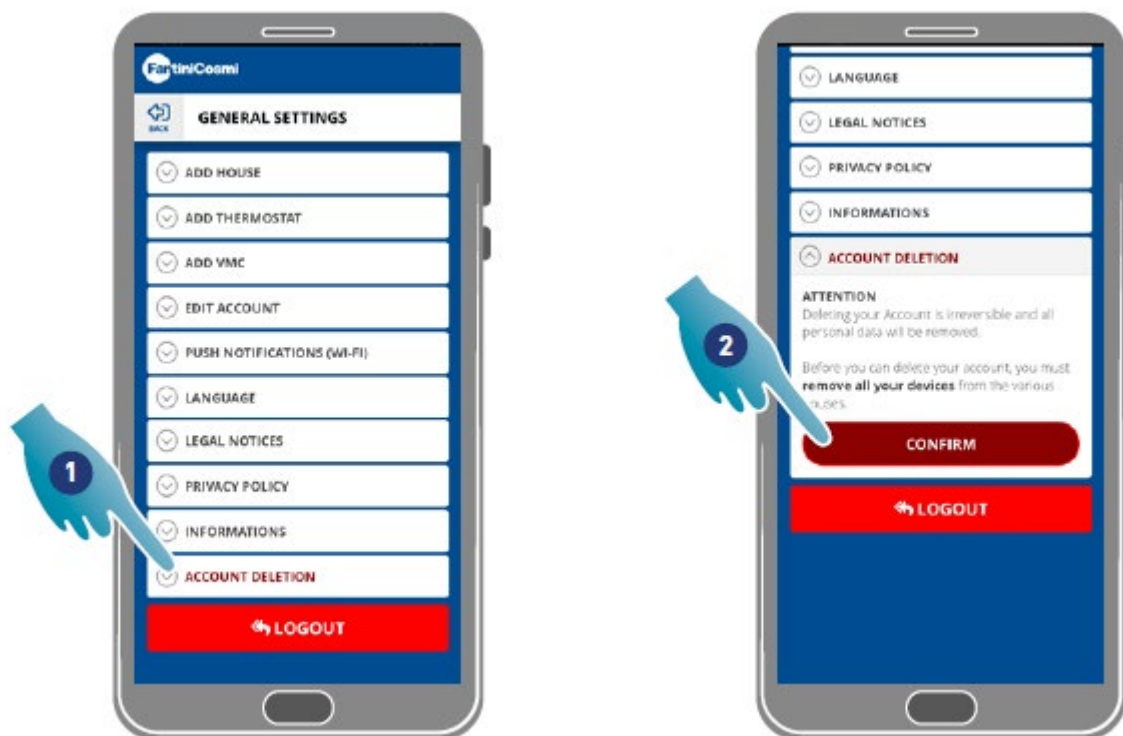 FantiniCosmi
BACK
GENERAL SETTINGS
ADD HOUSE
ADD THERMOSTAT
ADD VMC
EDIT ACCOUNT
PUSH NOTIFICATIONS (WI-FI)
LANGUAGE
LEGAL NOTICES
PRIVACY POLICY
INFORMATIONS
ACCOUNT DELETION
LOGOUT
1
LANGUAGE
LEGAL NOTICES
PRIVACY POLICY
INFORMATIONS
ACCOUNT DELETION
ATTENTION
Deleting your Account is irreversible and all
personal data will be removed.
Before you can delete your account, you must
remove all your devices from the various
CONFIRM
LOGOUT
2